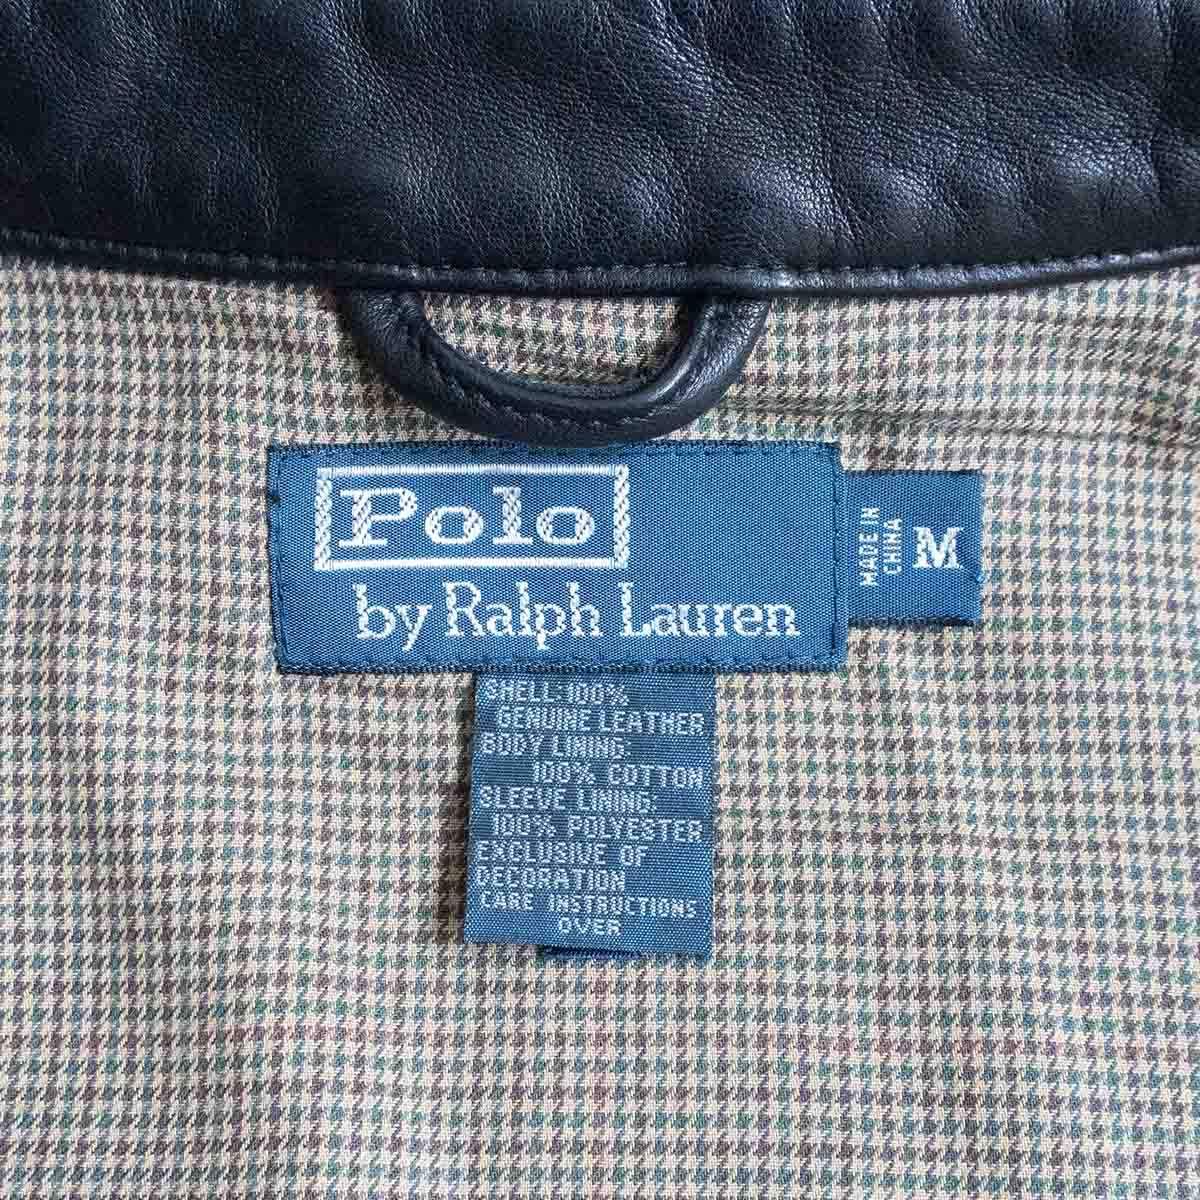 Polo
by Ralph Lauren
MADE IN
CHINA
M
SHELL:100%
GENUINE LEATHER
BODY LINING:
100% COTTON
SLEEVE LINING:
100% POLYESTER
EXCLUSIVE OF
DECORATION
CARE INSTRUCTIONS
OVER